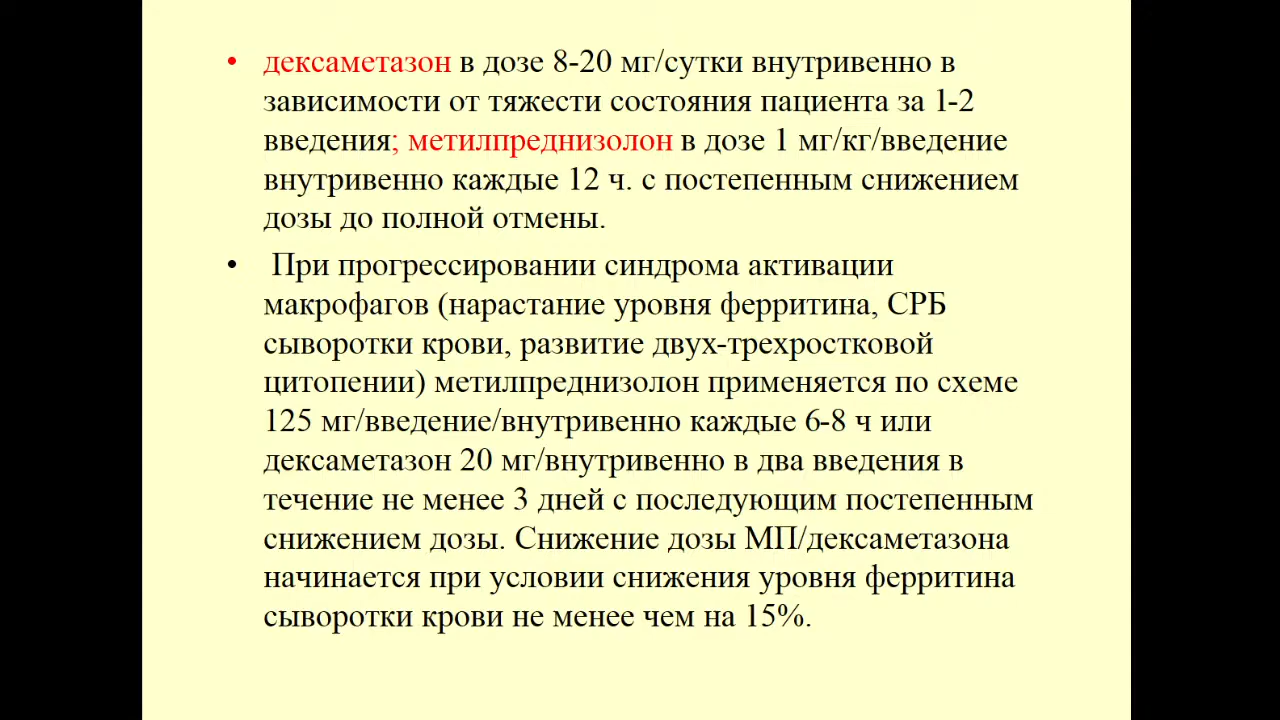 • дексаметазон в дозе 8-20 мг/сутки внутривенно в
зависимости от тяжести состояния пациента за 1-2
введения; метилпреднизолон в дозе 1 мг/кг/введение
внутривенно каждые 12 ч. с постепенным снижением
дозы до полной отмены.
• При прогрессировании синдрома активации
макрофагов (нарастание уровня ферритина, СРБ
сыворотки крови, развитие двух-трехростковой
цитопении) метилпреднизолон применяется по схеме
125 мг/введение/внутривенно каждые 6-8 ч или
дексаметазон 20 мг/внутривенно в два введения в
течение не менее 3 дней с последующим постепенным
снижением дозы. Снижение дозы МП/дексаметазона
начинается при условии снижения уровня ферритина
сыворотки крови не менее чем на 15%.